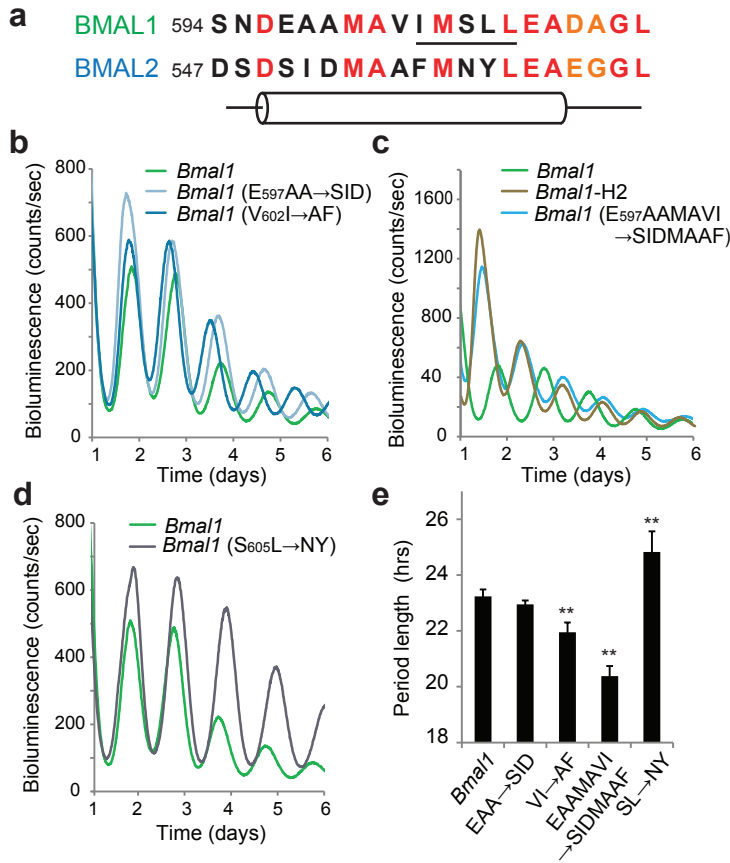 a
BMAL1 594 SNDEAAMAVIMSLLEADAGL
BMAL2 547 DSDSIDMAAFMNYLEAEGGL
b
Bmal1
Bmal1 (E597AA→SID)
Bmal1 (V602I→AF)
Bioluminescence (counts/sec)
800
600
400
200
0
1 2 3 4 5 6
Time (days)
c
Bmal1
Bmal1-H2
Bmal1 (E597AAMAVI
→SIDMAAF)
Bioluminescence (counts/sec)
1600
1200
800
40
0
1 2 3 4 5 6
Time (days)
d
Bmal1
Bmal1 (S605L→NY)
Bioluminescence (counts/sec)
800
600
400
200
0
1 2 3 4 5 6
Time (days)
e
Period length (hrs)
26
24
22
20
18
**
**
**
Bmal1
EAA→SID
VI→AF
EAAMAVI
→SIDMAAF
SL→NY